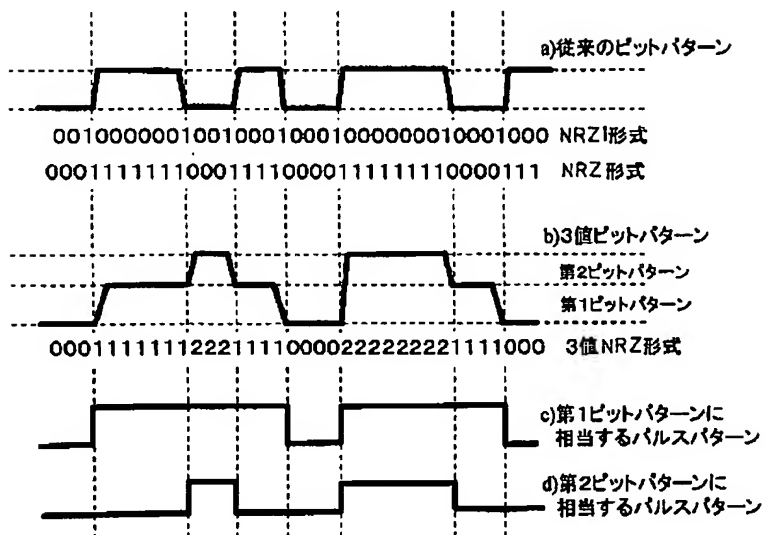 a)従来のピットパターン
001000000100100010001000000010001000 NRZI形式
000111111100011110000111111110000111 NRZ形式
b)3値ピットパターン
第2ピットパターン
第1ピットパターン
000111111122211110000222222221111000 3値NRZ形式
c)第1ピットパターンに
相当するパルスパターン
d)第2ピットパターンに
相当するパルスパターン